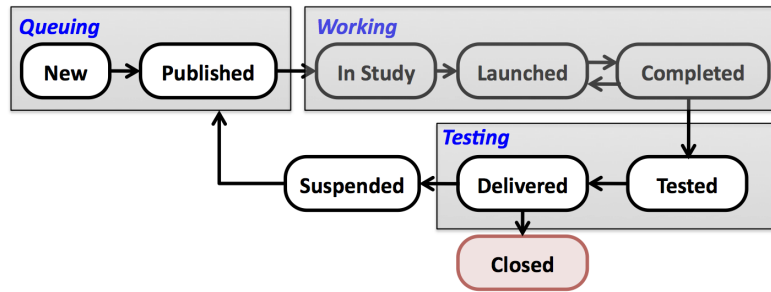 Queuing
Working
New
Published
In Study
Launched
Completed
Testing
Suspended
Delivered
Tested
Closed